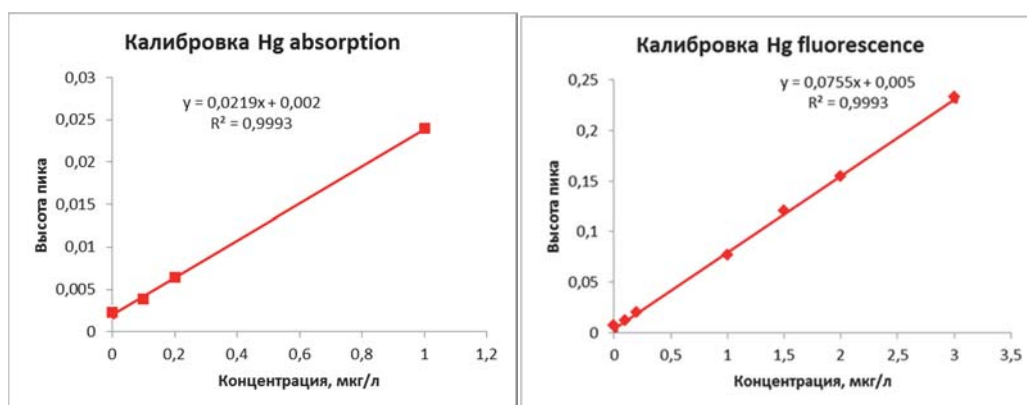 Калибровка Hg absorption
y = 0,0219x + 0,002
R² = 0,9993
Высота пика
0,03
0,025
0,02
0,015
0,01
0,005
0
0 0,2 0,4 0,6 0,8 1 1,2
Концентрация, мкг/л
Калибровка Hg fluorescence
y = 0,0755x + 0,005
R² = 0,9993
Высота пика
0,25
0,2
0,15
0,1
0,05
0
0 0,5 1 1,5 2 2,5 3 3,5
Концентрация, мкг/л